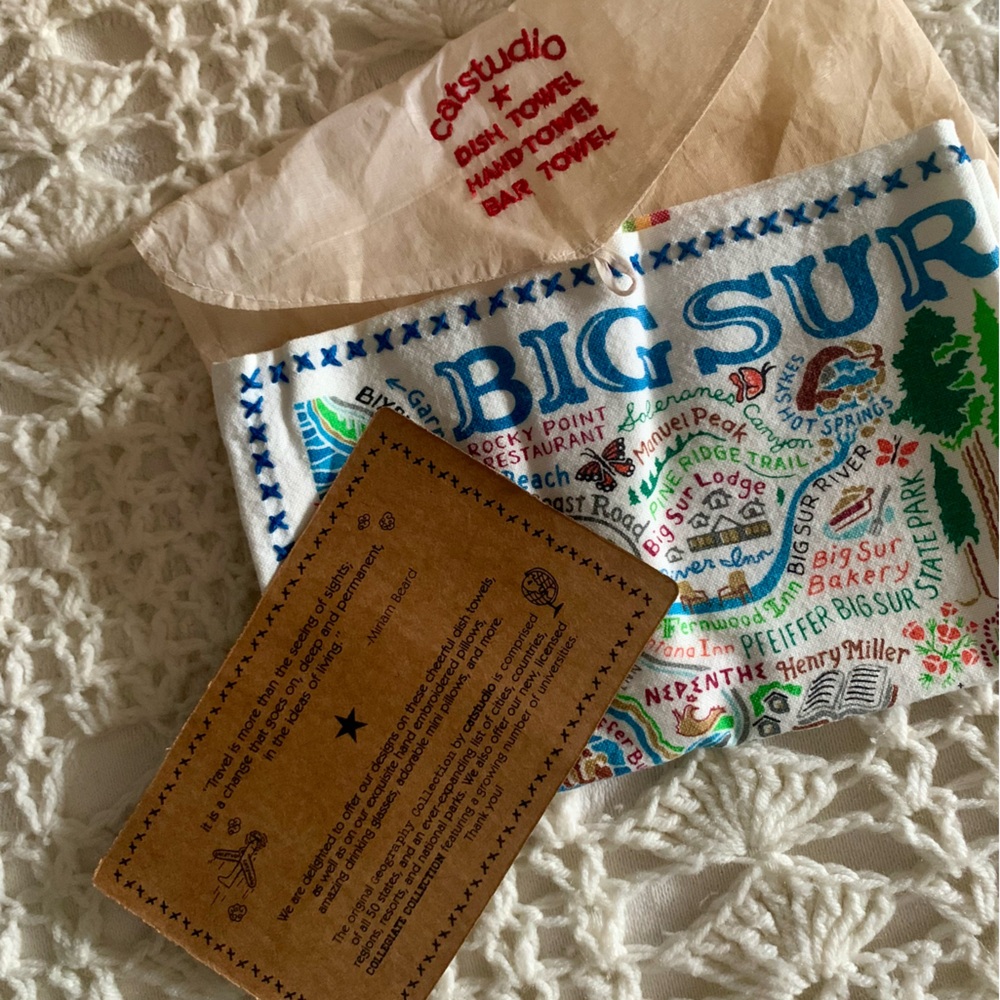 catstudio
DISH TOWEL
HAND TOWEL
BAR TOWEL
BIG SUR
ROCKY POINT
RESTAURANT
Soberanes Canyon
SYKES
HOT SPRINGS
Manuel Peak
PINE RIDGE TRAIL
Beach
Road
Big Sur Lodge
BIG SUR RIVER
Inn
Big Sur
Bakery
Fernwood Inn
PFEIFFER BIG SUR STATE PARK
Inn
NEPENTHE
Henry Miller
"Travel is more than the seeing of sights;
it is a change that goes on, deep and permanent,
in the ideas of living."
-Miriam Beard
We are delighted to offer our designs on these cheerful dish towels,
as well as on our exquisite hand embroidered pillows,
amazing drinking glasses, adorable mini pillows, and more.
The original Geography Collection by catstudio is comprised
of all 50 states, and an ever-expanding list of cities, countries,
regions, resorts, and national parks. We also offer our new, licensed
COLLEGIATE COLLECTION featuring a growing number of universities.
Thank you!